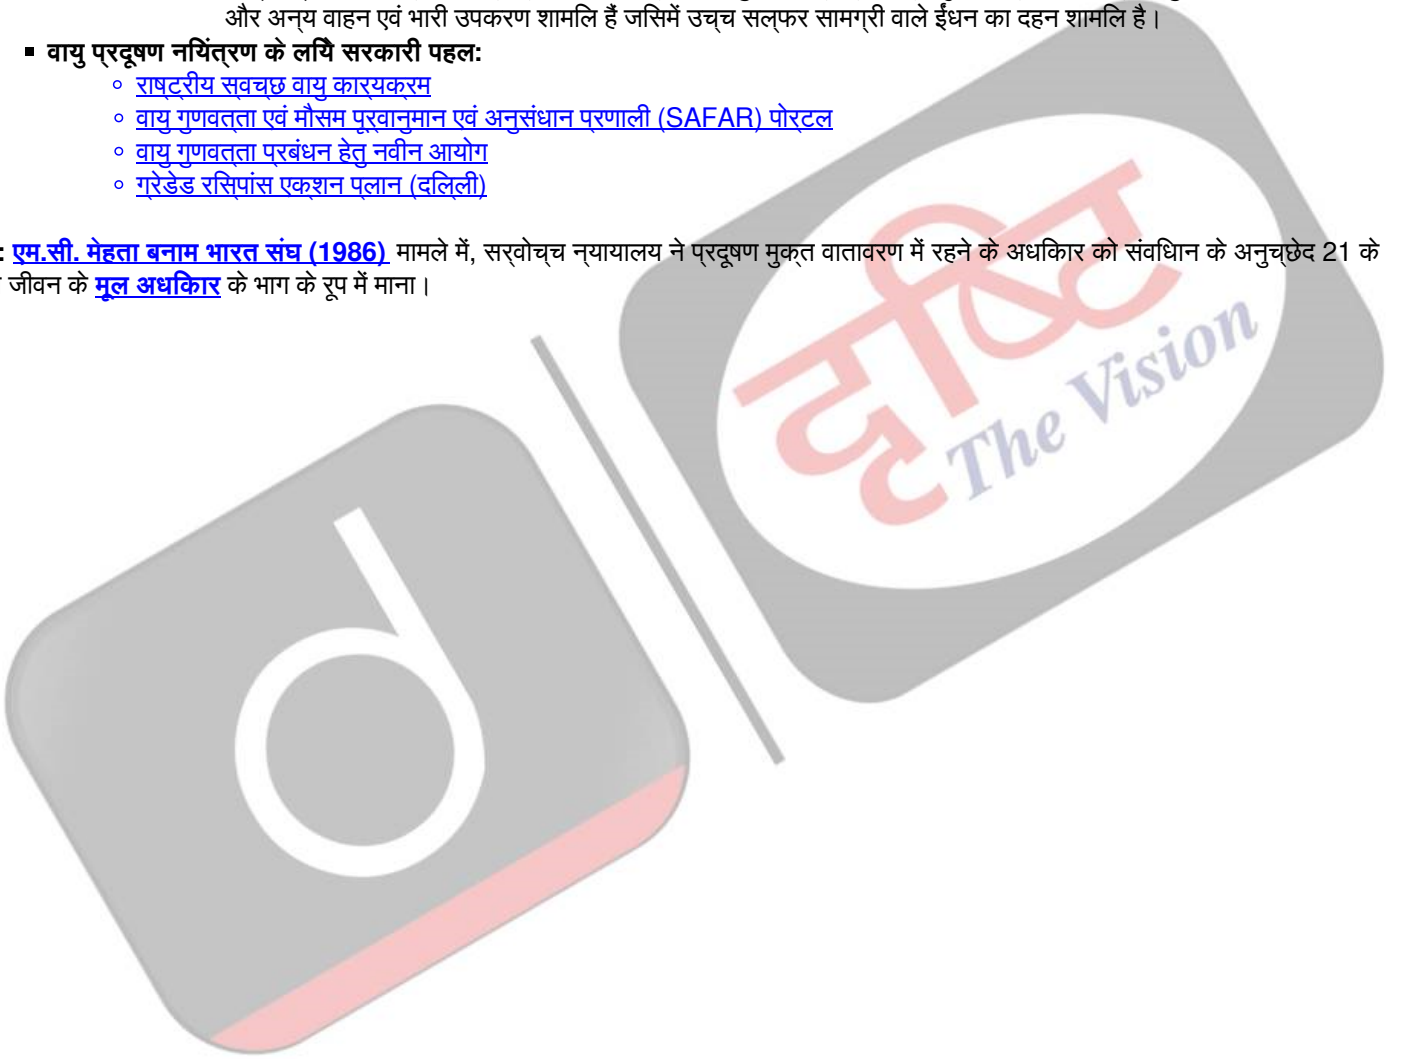 और अन्य वाहन एवं भारी उपकरण शामिल हैं जिसमें उच्च सल्फर सामग्री वाले ईंधन का दहन शामिल है।
वायु प्रदूषण नियंत्रण के लिये सरकारी पहल:
राष्ट्रीय स्वच्छ वायु कार्यक्रम
वायु गुणवत्ता एवं मौसम पूर्वानुमान एवं अनुसंधान प्रणाली (SAFAR) पोर्टल
वायु गुणवत्ता प्रबंधन हेतु नवीन आयोग
ग्रेडेड रिस्पांस एक्शन प्लान (दिल्ली)
: एम.सी. मेहता बनाम भारत संघ (1986) मामले में, सर्वोच्च न्यायालय ने प्रदूषण मुक्त वातावरण में रहने के अधिकार को संविधान के अनुच्छेद 21 के
जीवन के मूल अधिकार के भाग के रूप में माना।
दृष्टि
The Vision
d